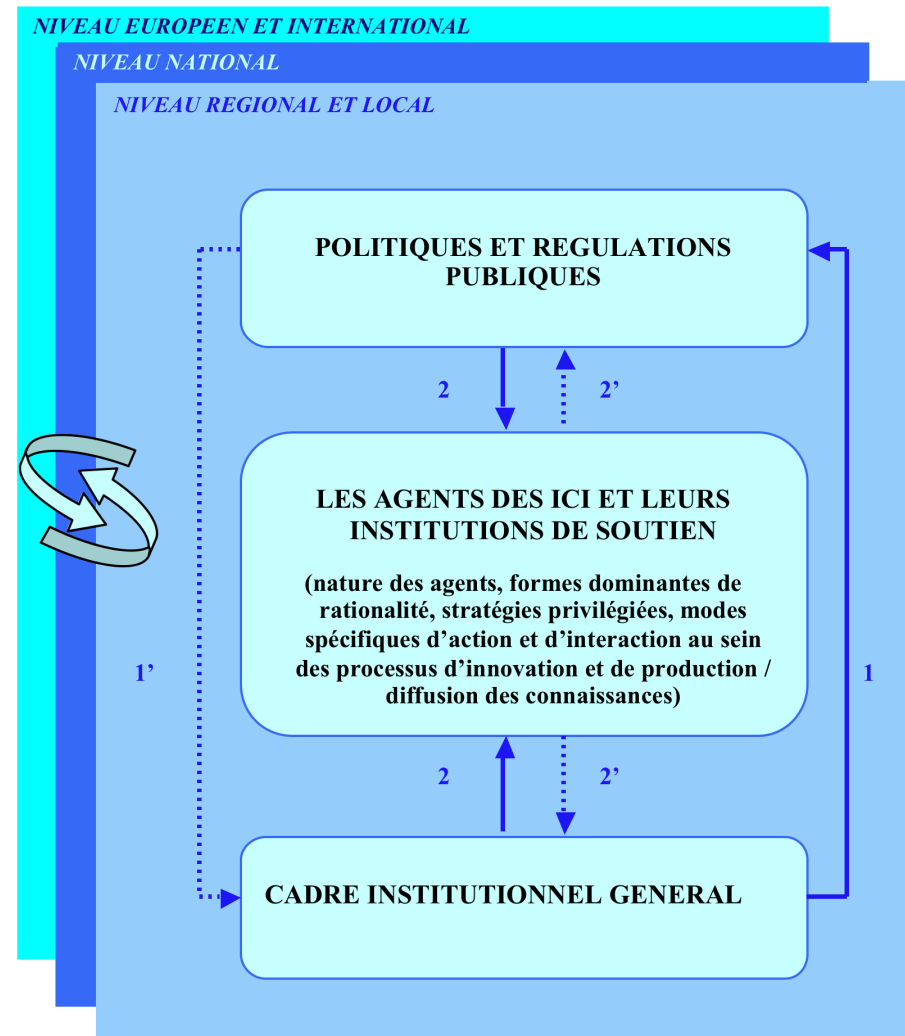 NIVEAU EUROPEEN ET INTERNATIONAL
NIVEAU NATIONAL
NIVEAU REGIONAL ET LOCAL
POLITIQUES ET REGULATIONS
PUBLIQUES
2
2’
LES AGENTS DES ICI ET LEURS
INSTITUTIONS DE SOUTIEN
(nature des agents, formes dominantes de
rationalité, stratégies privilégiées, modes
spécifiques d’action et d’interaction au sein
des processus d’innovation et de production /
diffusion des connaissances)
1’
1
2
2’
CADRE INSTITUTIONNEL GENERAL